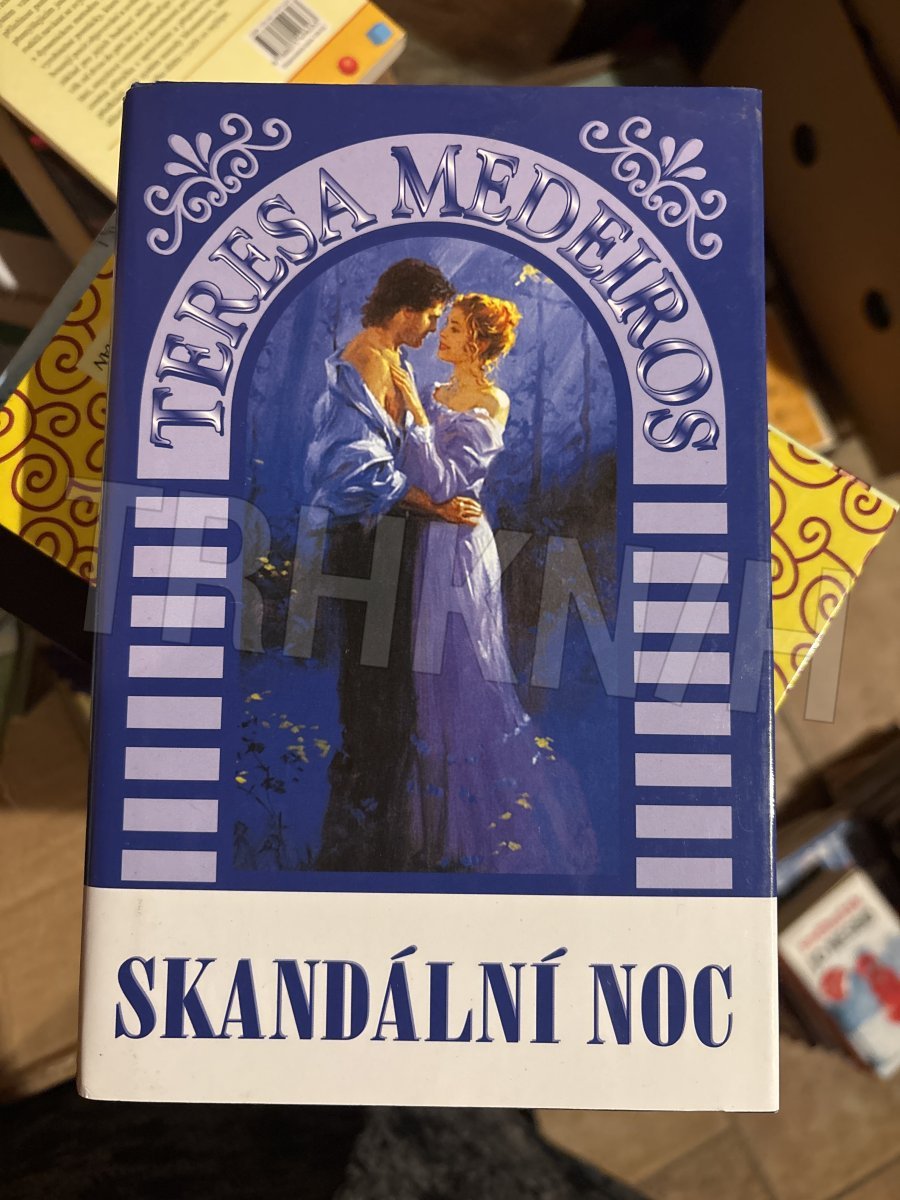 TERESA MEDEIROS
TRHKNIH
SKANDÁLNÍ NOC